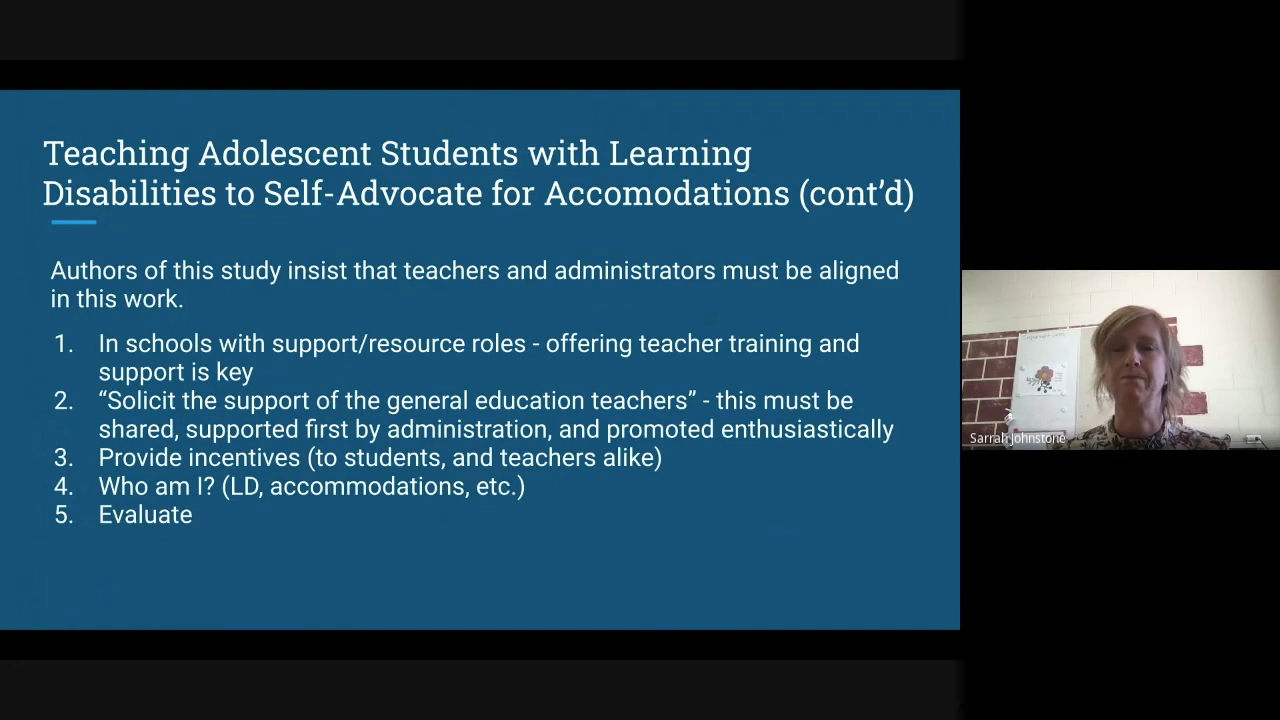 Teaching Adolescent Students with Learning
Disabilities to Self-Advocate for Accomodations (cont’d)
Authors of this study insist that teachers and administrators must be aligned
in this work.
1. In schools with support/resource roles - offering teacher training and
support is key
2. “Solicit the support of the general education teachers” - this must be
shared, supported first by administration, and promoted enthusiastically
3. Provide incentives (to students, and teachers alike)
4. Who am I? (LD, accommodations, etc.)
5. Evaluate
Sarrah Johnstone